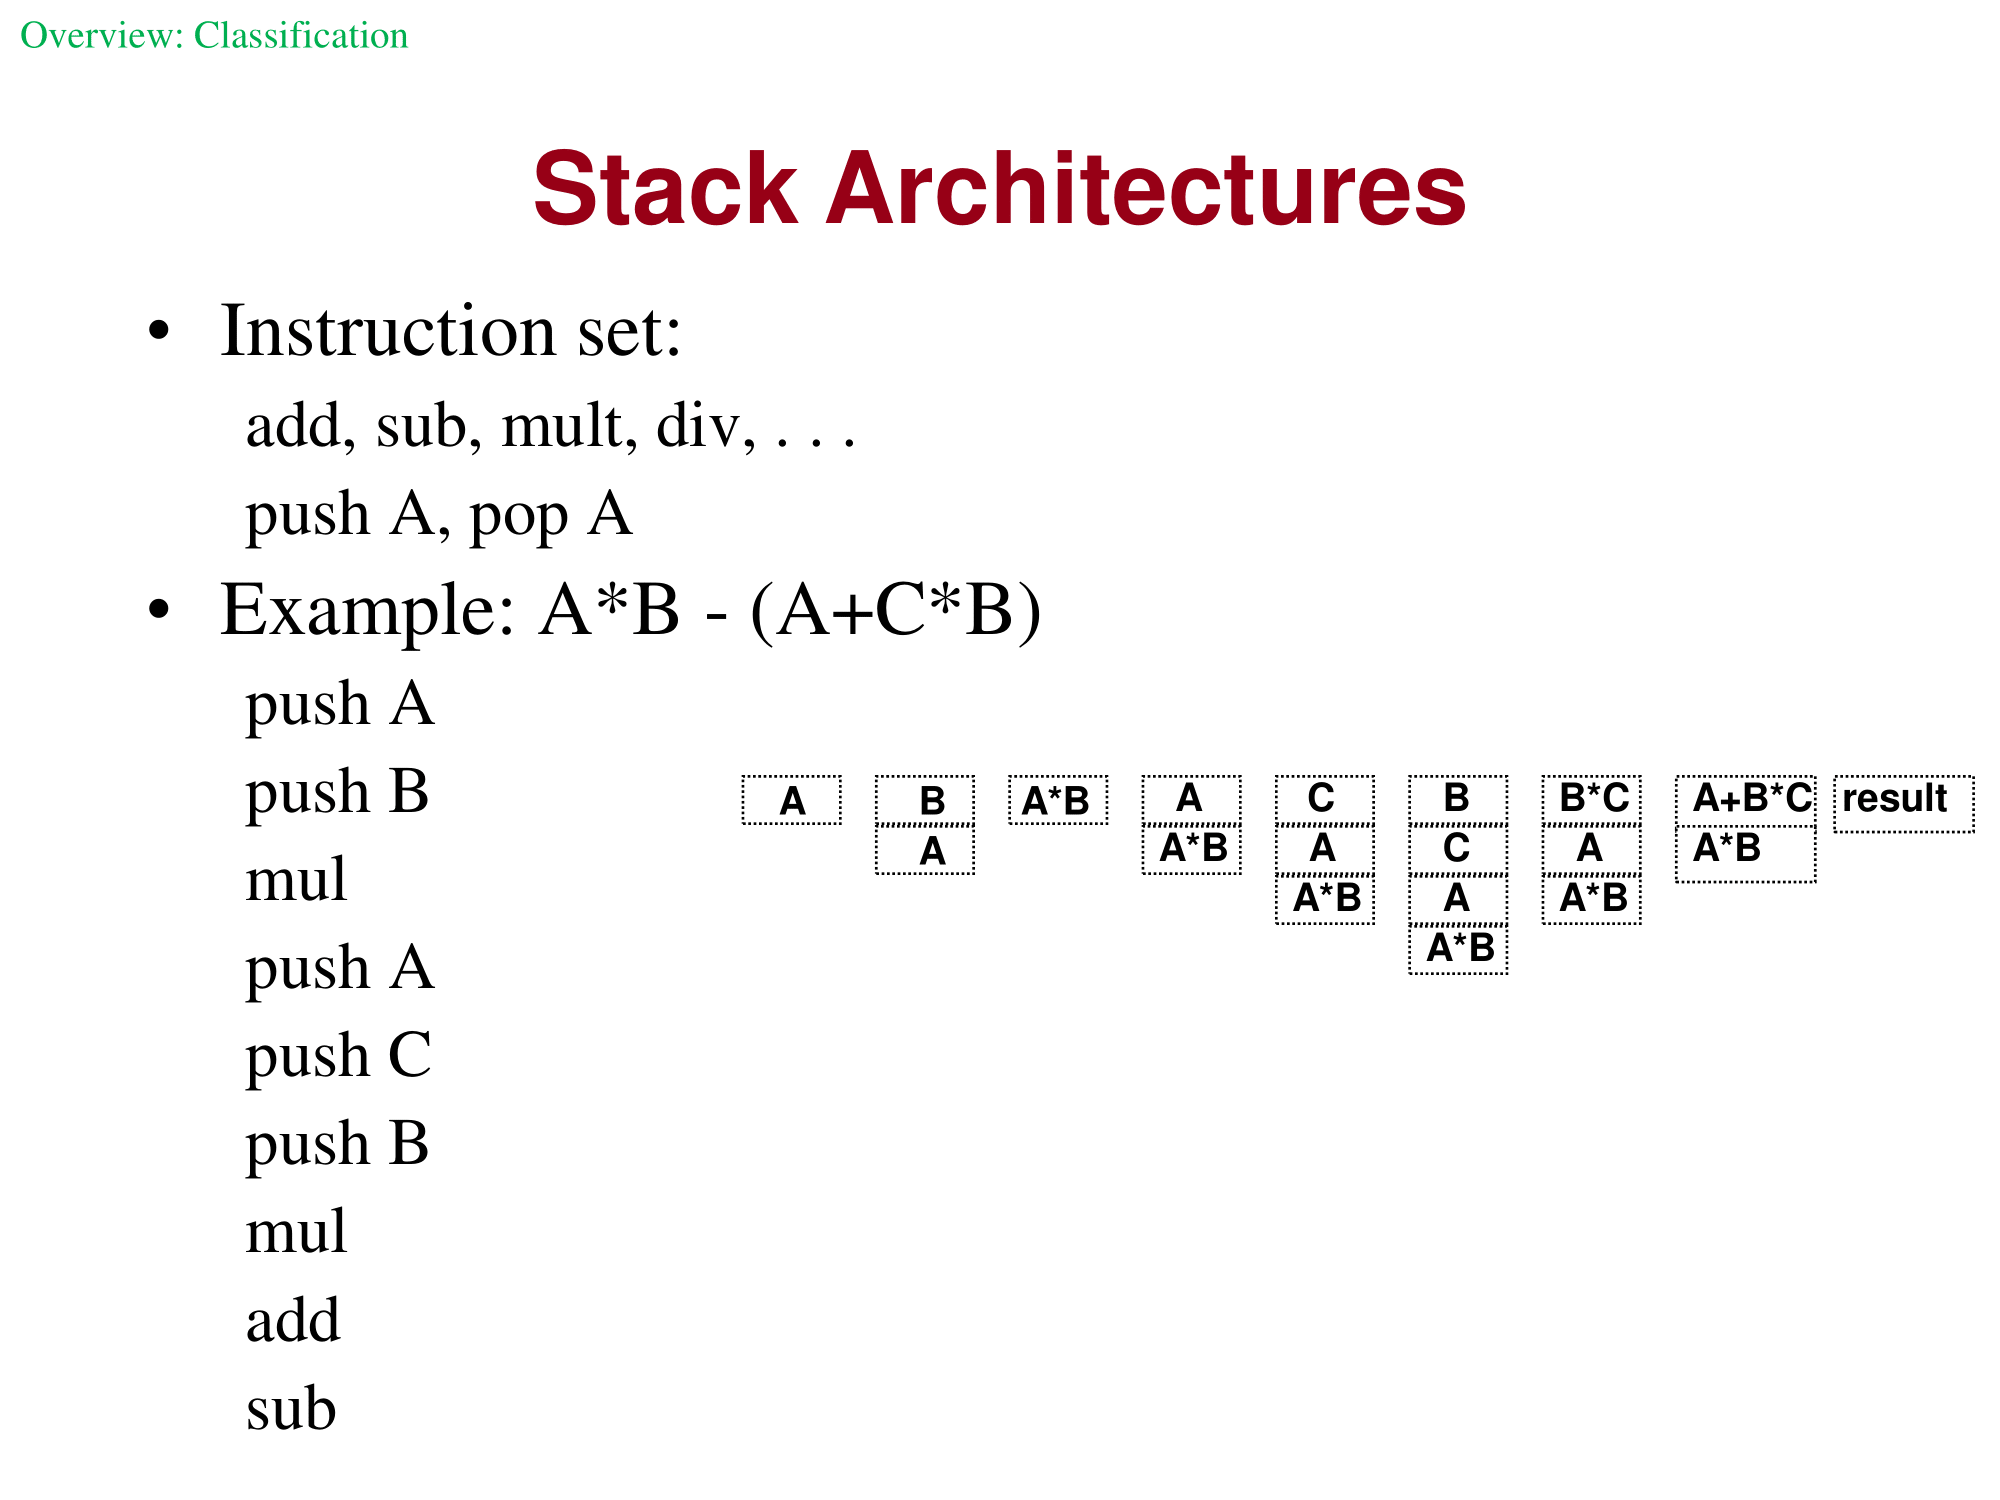 Overview: Classification
Stack Architectures
• Instruction set:
add, sub, mult, div, . . .
push A, pop A
• Example: A*B - (A+C*B)
push A
push B
mul
push A
push C
push B
mul
add
sub
A B A*B A C B B*C A+B*C result
A A*B A C A A*B
A*B A A*B
A*B